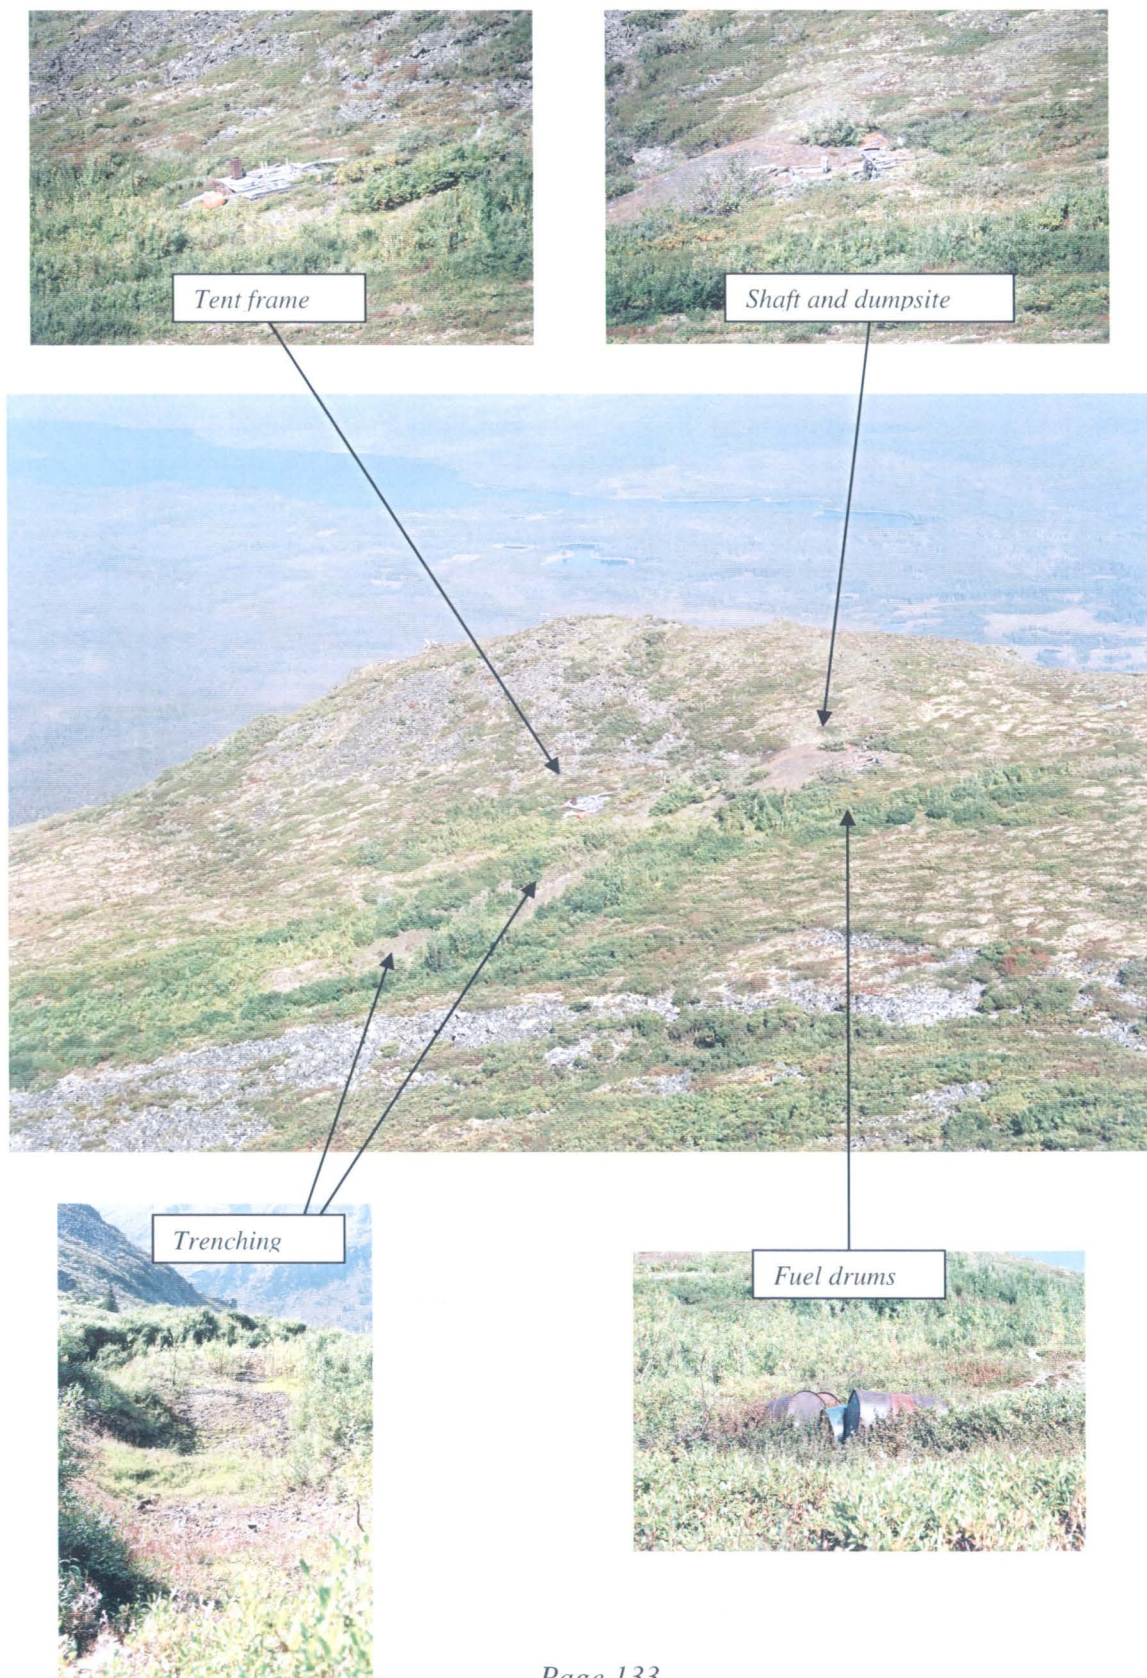 Tent frame
Shaft and dumpsite
Trenching
Fuel drums
Page 133